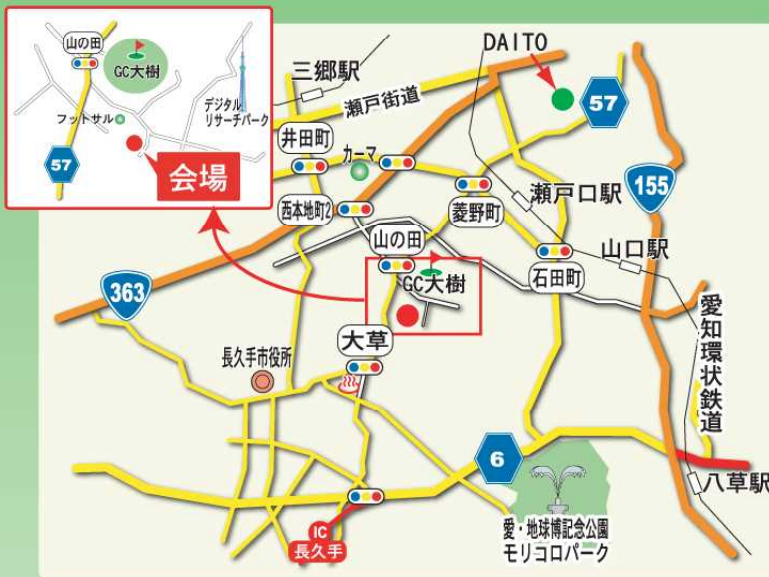 山の田
GC大樹
フットサル
デジタル
リサーチパーク
57
会場
DAITO
三郷駅
瀬戸街道
57
井田町
カーマ
瀬戸口駅
155
西本地町2
菱野町
山の田
山口駅
GC大樹
石田町
363
大草
愛知環状鉄道
長久手市役所
6
八草駅
IC
長久手
愛・地球博記念公園
モリコロパーク